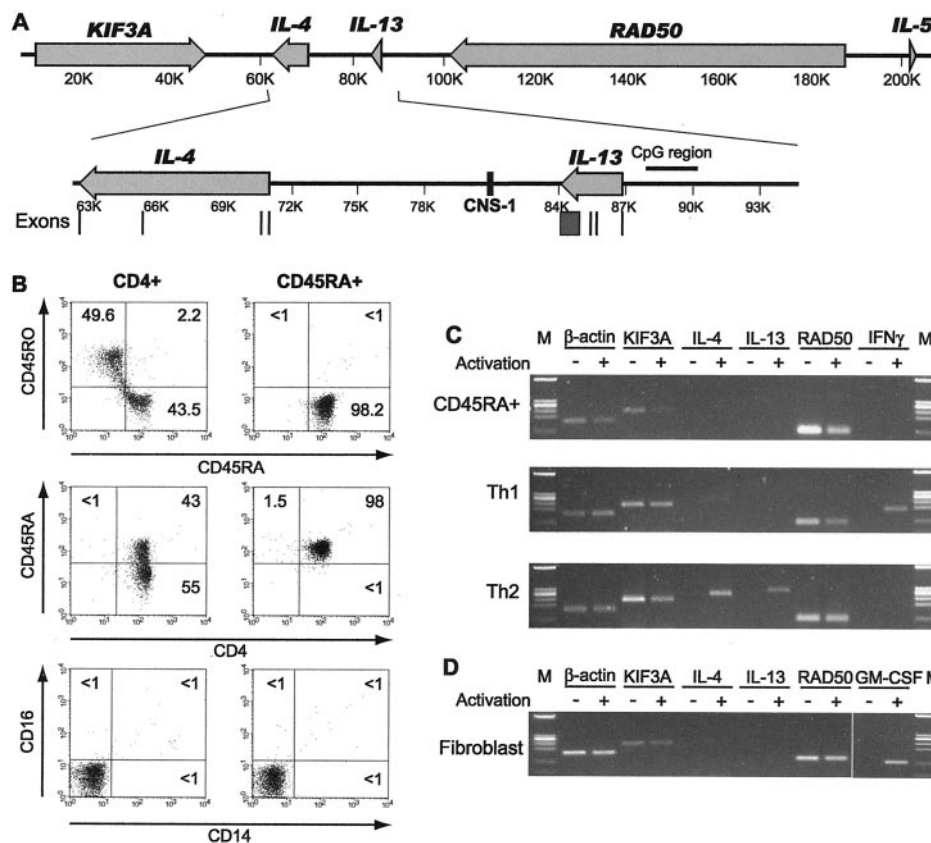 A
KIF3A IL-4 IL-13 RAD50 IL-5
20K 40K 60K 80K 100K 120K 140K 160K 180K 200K
IL-4 IL-13 CpG region
63K 66K 69K 72K 75K 78K CNS-1 84K 87K 90K 93K
Exons
B
CD4+ CD45RA+
CD45RO
49.6 2.2
43.5
<1 <1
98.2
CD45RA
CD45RA
<1 43
55
1.5 98
<1
CD4
CD16
<1 <1
<1
<1 <1
<1
CD14
C
M β-actin KIF3A IL-4 IL-13 RAD50 IFNγ M
Activation - + - + - + - + - + - +
CD45RA+
Th1
Th2
D
M β-actin KIF3A IL-4 IL-13 RAD50 GM-CSF M
Activation - + - + - + - + - + - +
Fibroblast